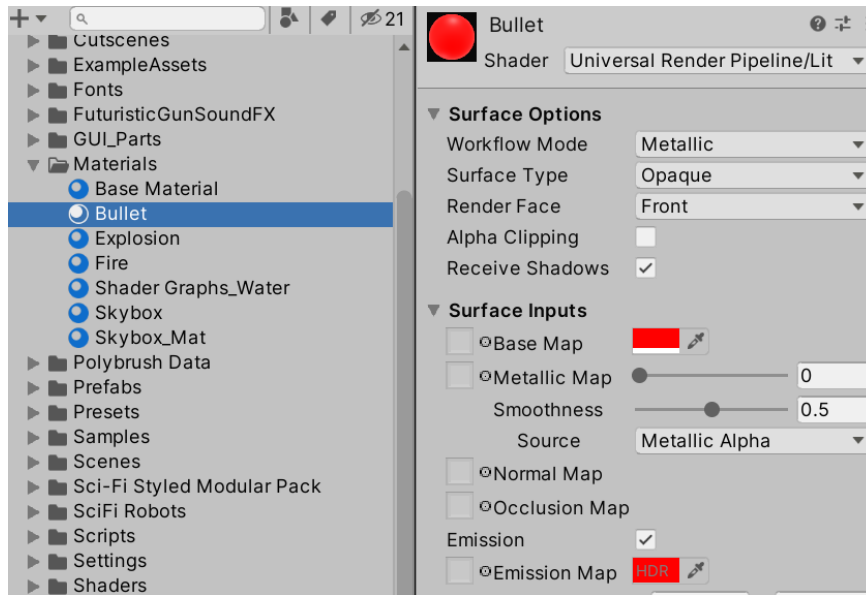 21
Cutscenes
ExampleAssets
Fonts
FuturisticGunSoundFX
GUI_Parts
Materials
Base Material
Bullet
Explosion
Fire
Shader Graphs_Water
Skybox
Skybox_Mat
Polybrush Data
Prefabs
Presets
Samples
Scenes
Sci-Fi Styled Modular Pack
SciFi Robots
Scripts
Settings
Shaders
Bullet
Shader Universal Render Pipeline/Lit
Surface Options
Workflow Mode Metallic
Surface Type Opaque
Render Face Front
Alpha Clipping
Receive Shadows
Surface Inputs
Base Map
Metallic Map 0
Smoothness 0.5
Source Metallic Alpha
Normal Map
Occlusion Map
Emission
Emission Map HDR